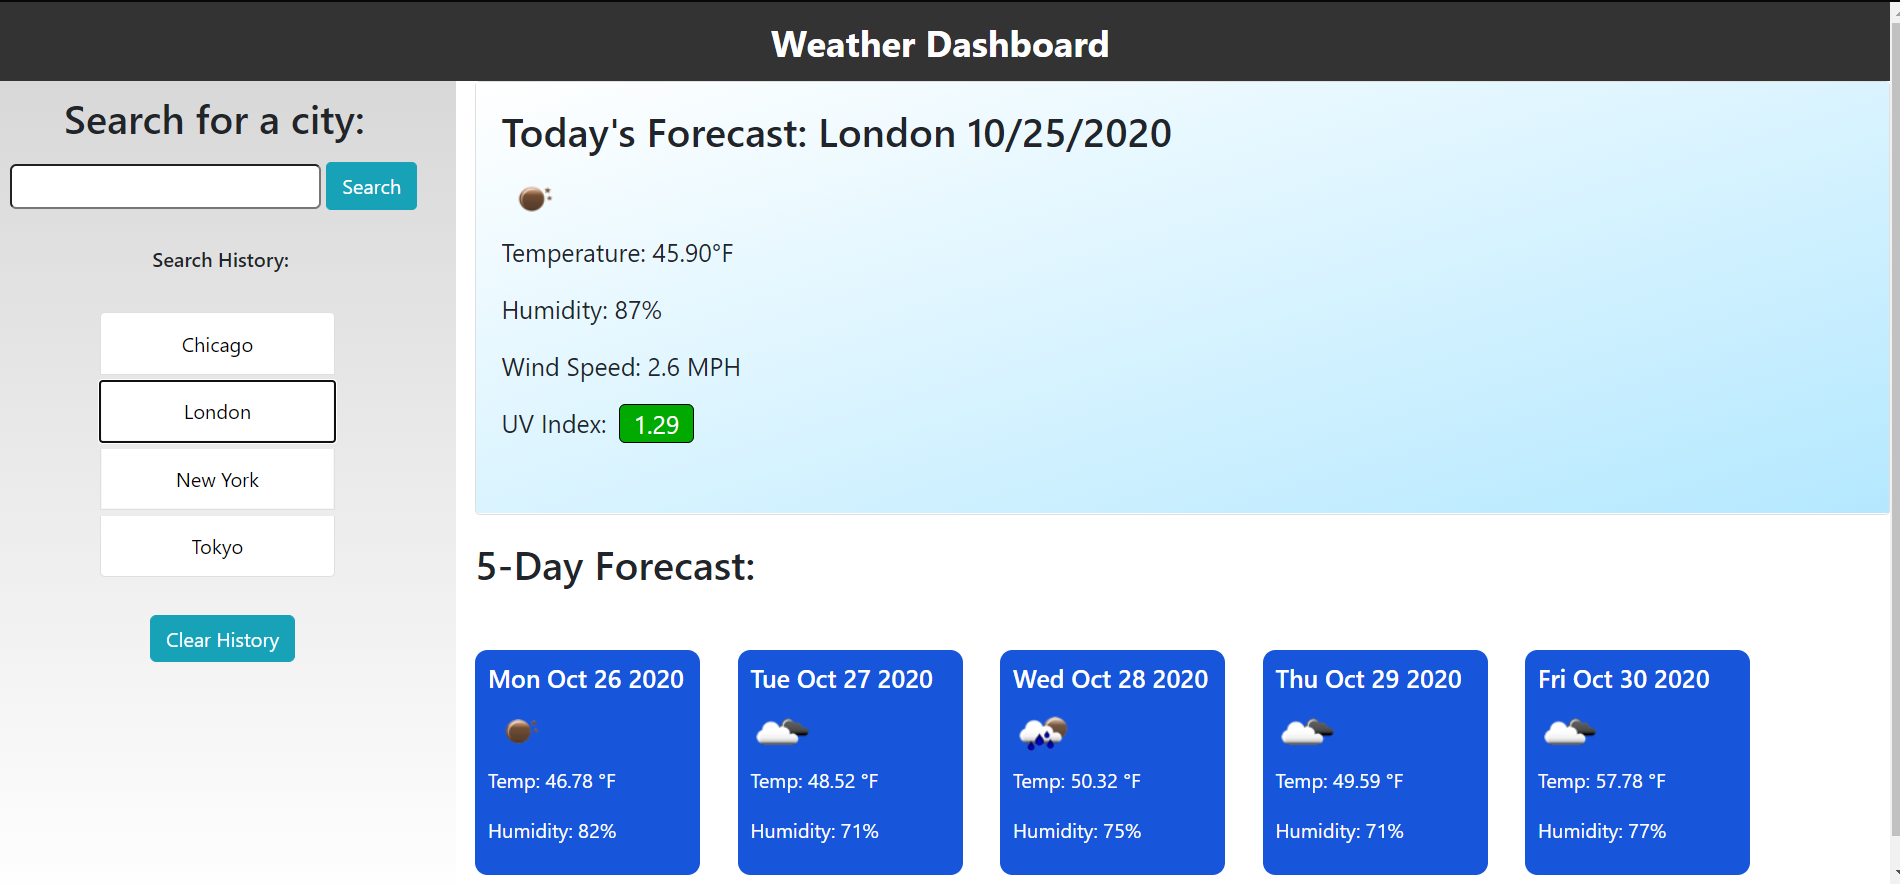 Weather Dashboard
Search for a city:
Search
Search History:
Chicago
London
New York
Tokyo
Clear History
Today's Forecast: London 10/25/2020
Temperature: 45.90°F
Humidity: 87%
Wind Speed: 2.6 MPH
UV Index: 1.29
5-Day Forecast:
Mon Oct 26 2020
Temp: 46.78 °F
Humidity: 82%
Tue Oct 27 2020
Temp: 48.52 °F
Humidity: 71%
Wed Oct 28 2020
Temp: 50.32 °F
Humidity: 75%
Thu Oct 29 2020
Temp: 49.59 °F
Humidity: 71%
Fri Oct 30 2020
Temp: 57.78 °F
Humidity: 77%